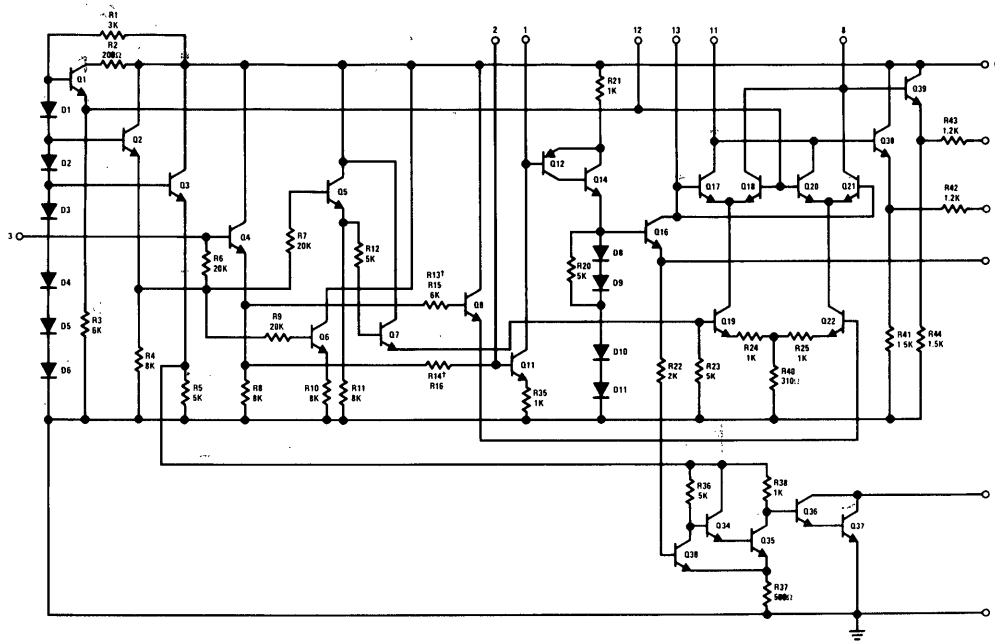 R1
3K
R2
200Ω
2
1
12
13
11
8
Q1
R21
1K
Q39
D1
R43
1.2K
Q2
Q12
Q14
Q38
D2
Q3
Q5
Q17
Q18
Q20
Q21
R42
1.2K
D3
3
Q4
R7
20K
R12
5K
Q16
R6
20K
R20
5K
D8
D9
D4
R13†
R15
6K
Q8
R3
6K
R9
20K
Q6
Q7
Q19
Q22
D5
R4
8K
R24
1K
R25
1K
R41
1.5K
R44
1.5K
Q11
D10
D6
R14†
R16
R22
2K
R23
5K
R40
310Ω
R5
5K
R8
8K
R10
8K
R11
8K
R35
1K
D11
R36
5K
R38
1K
Q34
Q36
Q35
Q37
Q38
R37
500Ω